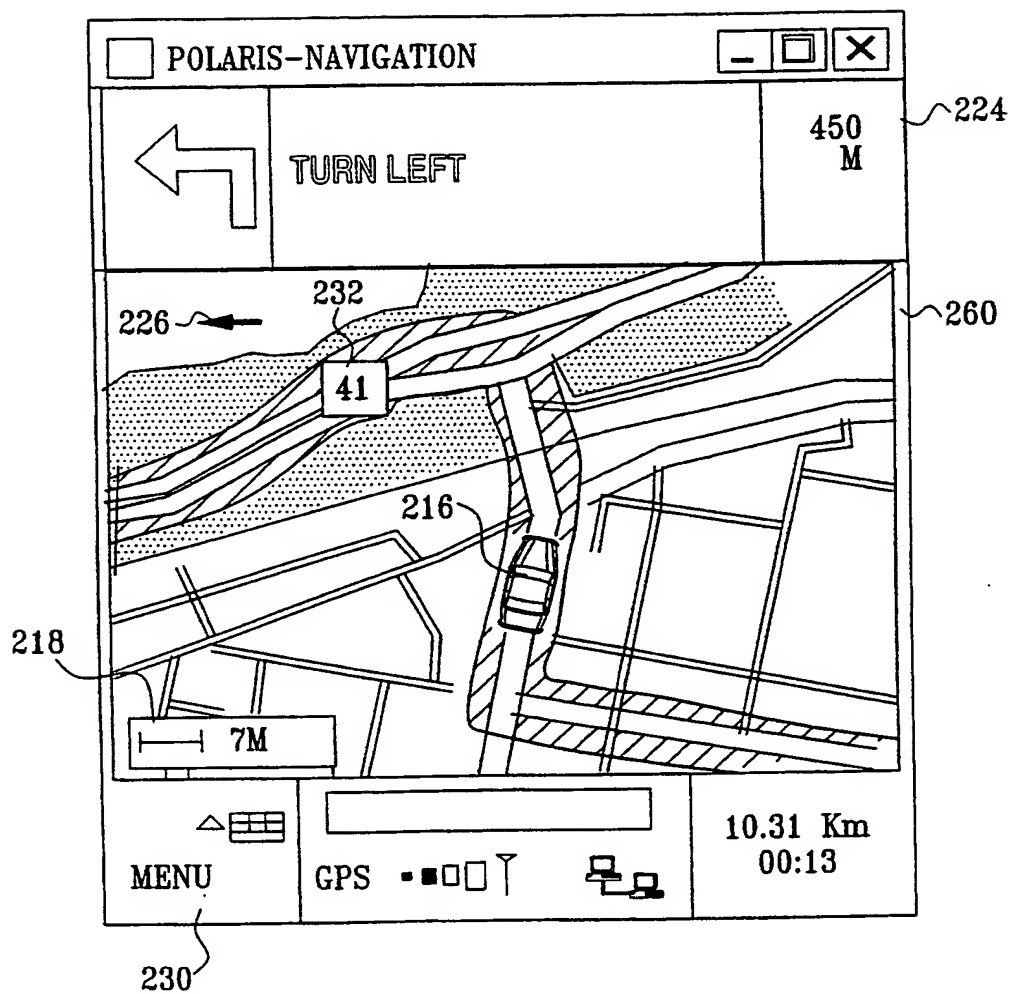 POLARIS-NAVIGATION
224
450
M
TURN LEFT
232
226
260
41
216
218
7M
10.31 Km
00:13
MENU
GPS
230